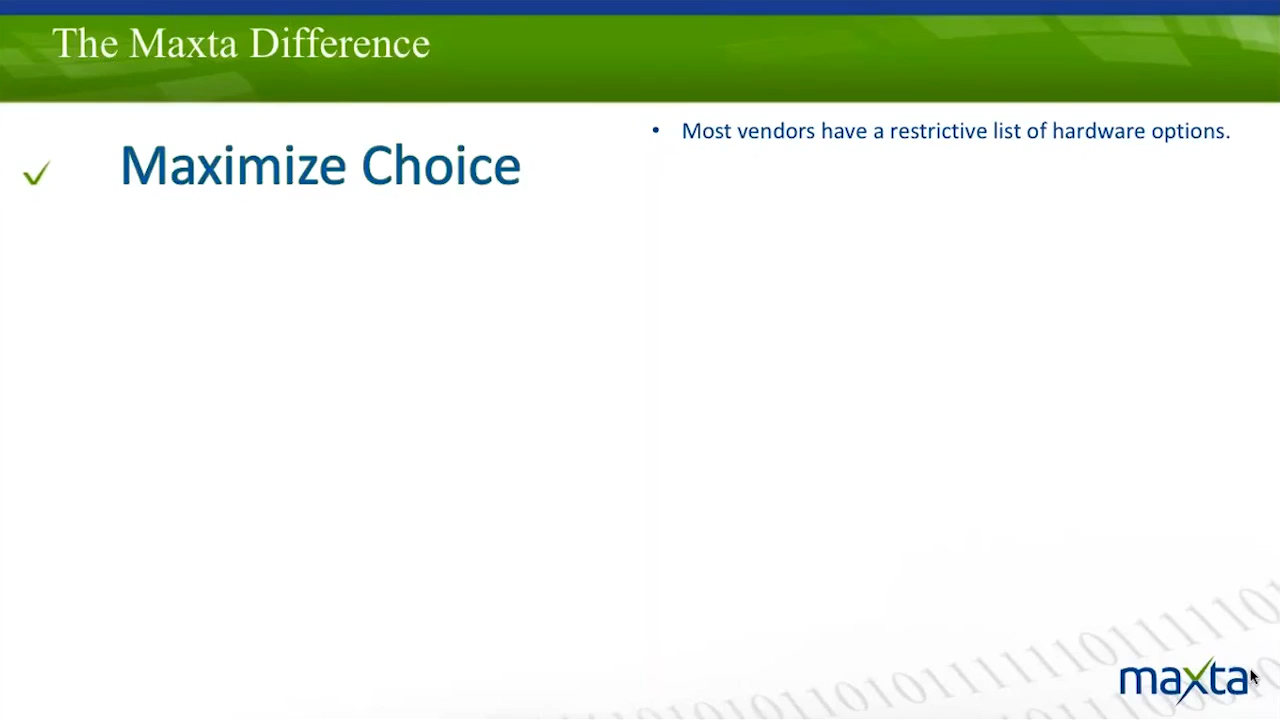 The Maxta Difference
Maximize Choice
• Most vendors have a restrictive list of hardware options.
maxta